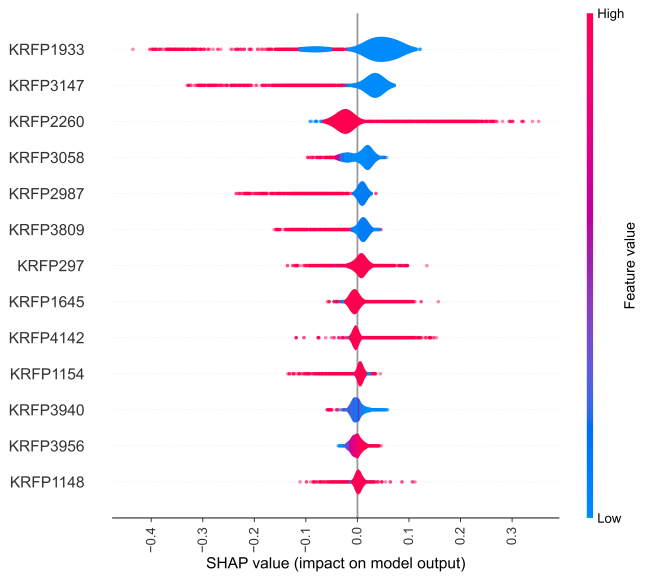 High
KRFP1933
KRFP3147
KRFP2260
KRFP3058
KRFP2987
KRFP3809
KRFP297
KRFP1645
KRFP4142
KRFP1154
KRFP3940
KRFP3956
KRFP1148
Feature value
Low
−0.4 −0.3 −0.2 −0.1 0.0 0.1 0.2 0.3
SHAP value (impact on model output)